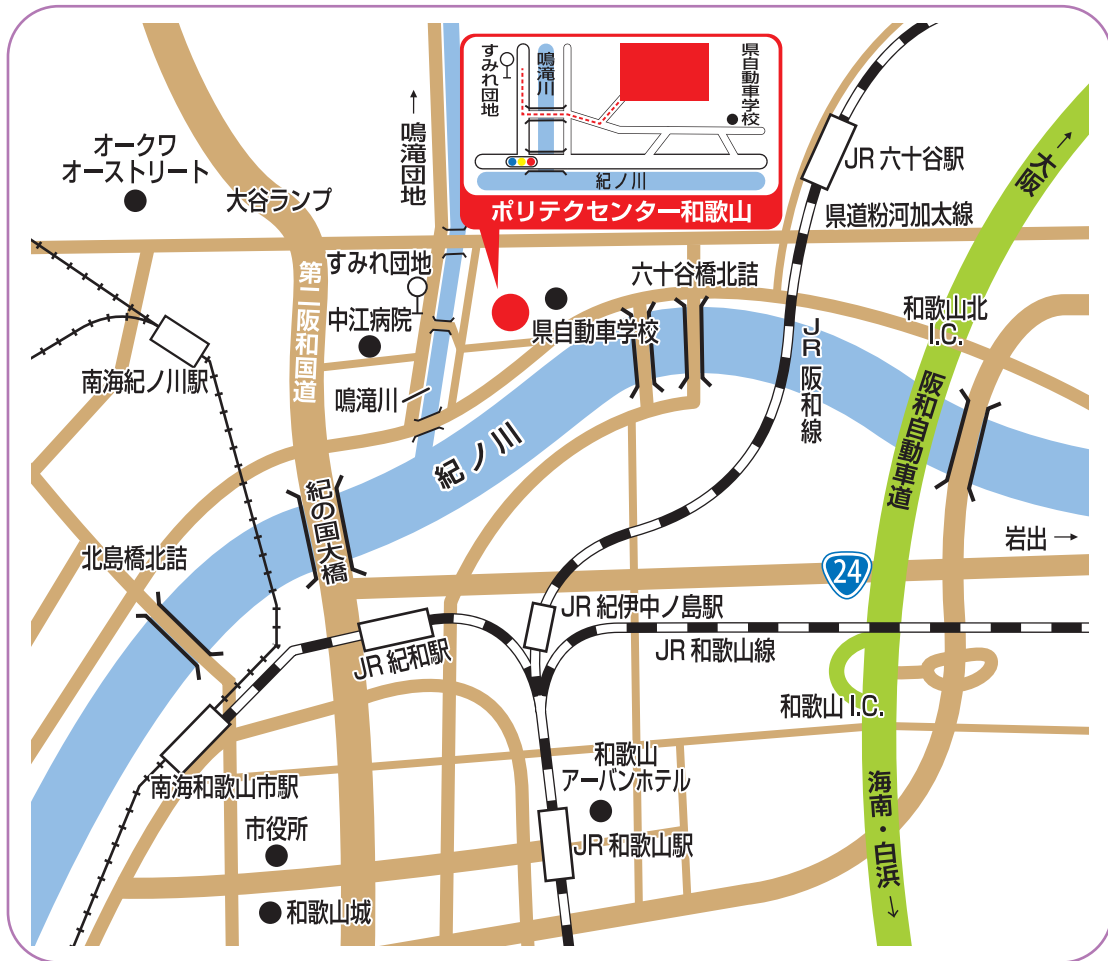 すみれ団地
鳴滝川
県自動車学校
紀ノ川
ポリテクセンター和歌山
オークワ
オーストリート
大谷ランプ
← 鳴滝団地
JR 六十谷駅
大阪 →
県道粉河加太線
すみれ団地
六十谷橋北詰
第二阪和国道
中江病院
県自動車学校
和歌山北
I.C.
南海紀ノ川駅
鳴滝川
JR 阪和線
阪和自動車道
紀ノ川
紀の国大橋
北島橋北詰
岩出 →
24
JR 紀伊中ノ島駅
JR 紀和駅
JR 和歌山線
和歌山 I.C.
南海和歌山市駅
和歌山
アーバンホテル
海南・白浜 →
市役所
JR 和歌山駅
和歌山城